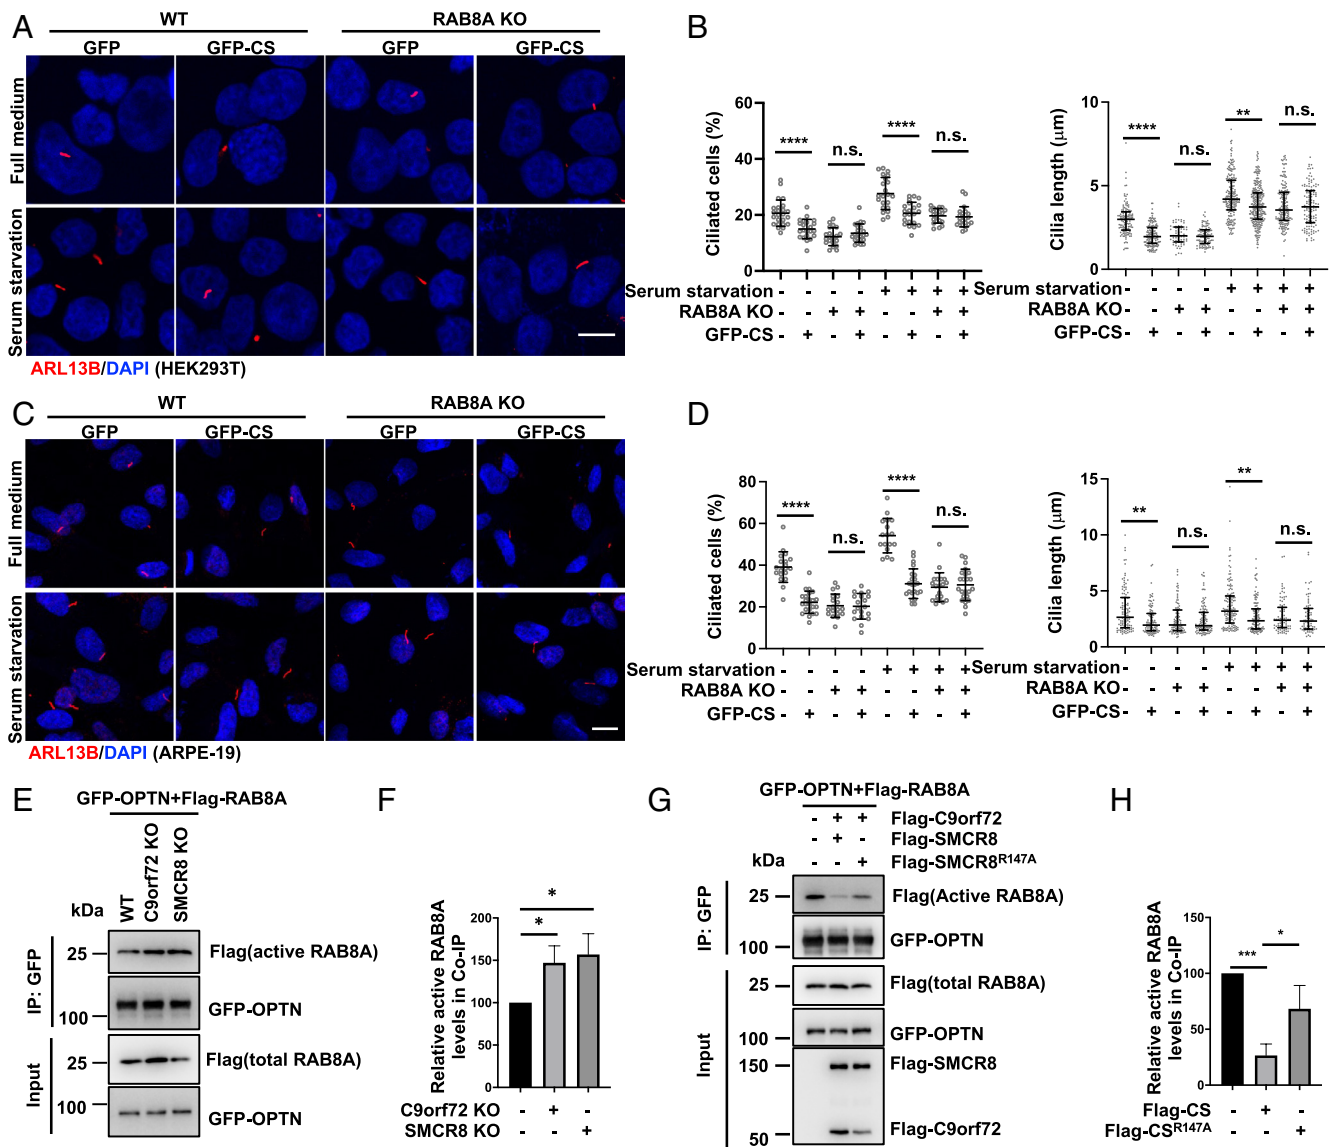 A
WT
RAB8A KO
GFP
GFP-CS
GFP
GFP-CS
Full medium
Serum starvation
ARL13B/DAPI (HEK293T)
B
Ciliated cells (%)
60
40
20
0
****
n.s.
****
n.s.
Serum starvation - - - - + + + +
RAB8A KO - - + + - - + +
GFP-CS - + - + - + - +
Cilia length (μm)
10
5
0
****
n.s.
**
n.s.
Serum starvation - - - - + + + +
RAB8A KO - - + + - - + +
GFP-CS - + - + - + - +
C
WT
RAB8A KO
GFP
GFP-CS
GFP
GFP-CS
Full medium
Serum starvation
ARL13B/DAPI (ARPE-19)
D
Ciliated cells (%)
80
60
40
20
0
****
n.s.
****
n.s.
Serum starvation - - - - + + + +
RAB8A KO - - + + - - + +
GFP-CS - + - + - + - +
Cilia length (μm)
15
10
5
0
**
n.s.
**
n.s.
Serum starvation - - - - + + + +
RAB8A KO - - + + - - + +
GFP-CS - + - + - + - +
E
GFP-OPTN+Flag-RAB8A
kDa
WT
C9orf72 KO
SMCR8 KO
IP: GFP
25
Flag(active RAB8A)
100
GFP-OPTN
Input
25
Flag(total RAB8A)
100
GFP-OPTN
F
Relative active RAB8A
levels in Co-IP
200
150
100
50
0
*
*
C9orf72 KO - + -
SMCR8 KO - - +
G
GFP-OPTN+Flag-RAB8A
- + + Flag-C9orf72
- + - Flag-SMCR8
kDa - - + Flag-SMCR8R147A
IP: GFP
25
Flag(Active RAB8A)
100
GFP-OPTN
Input
25
Flag(total RAB8A)
100
GFP-OPTN
150
Flag-SMCR8
50
Flag-C9orf72
H
Relative active RAB8A
levels in Co-IP
150
100
50
0
***
*
Flag-CS - + -
Flag-CSR147A - - +